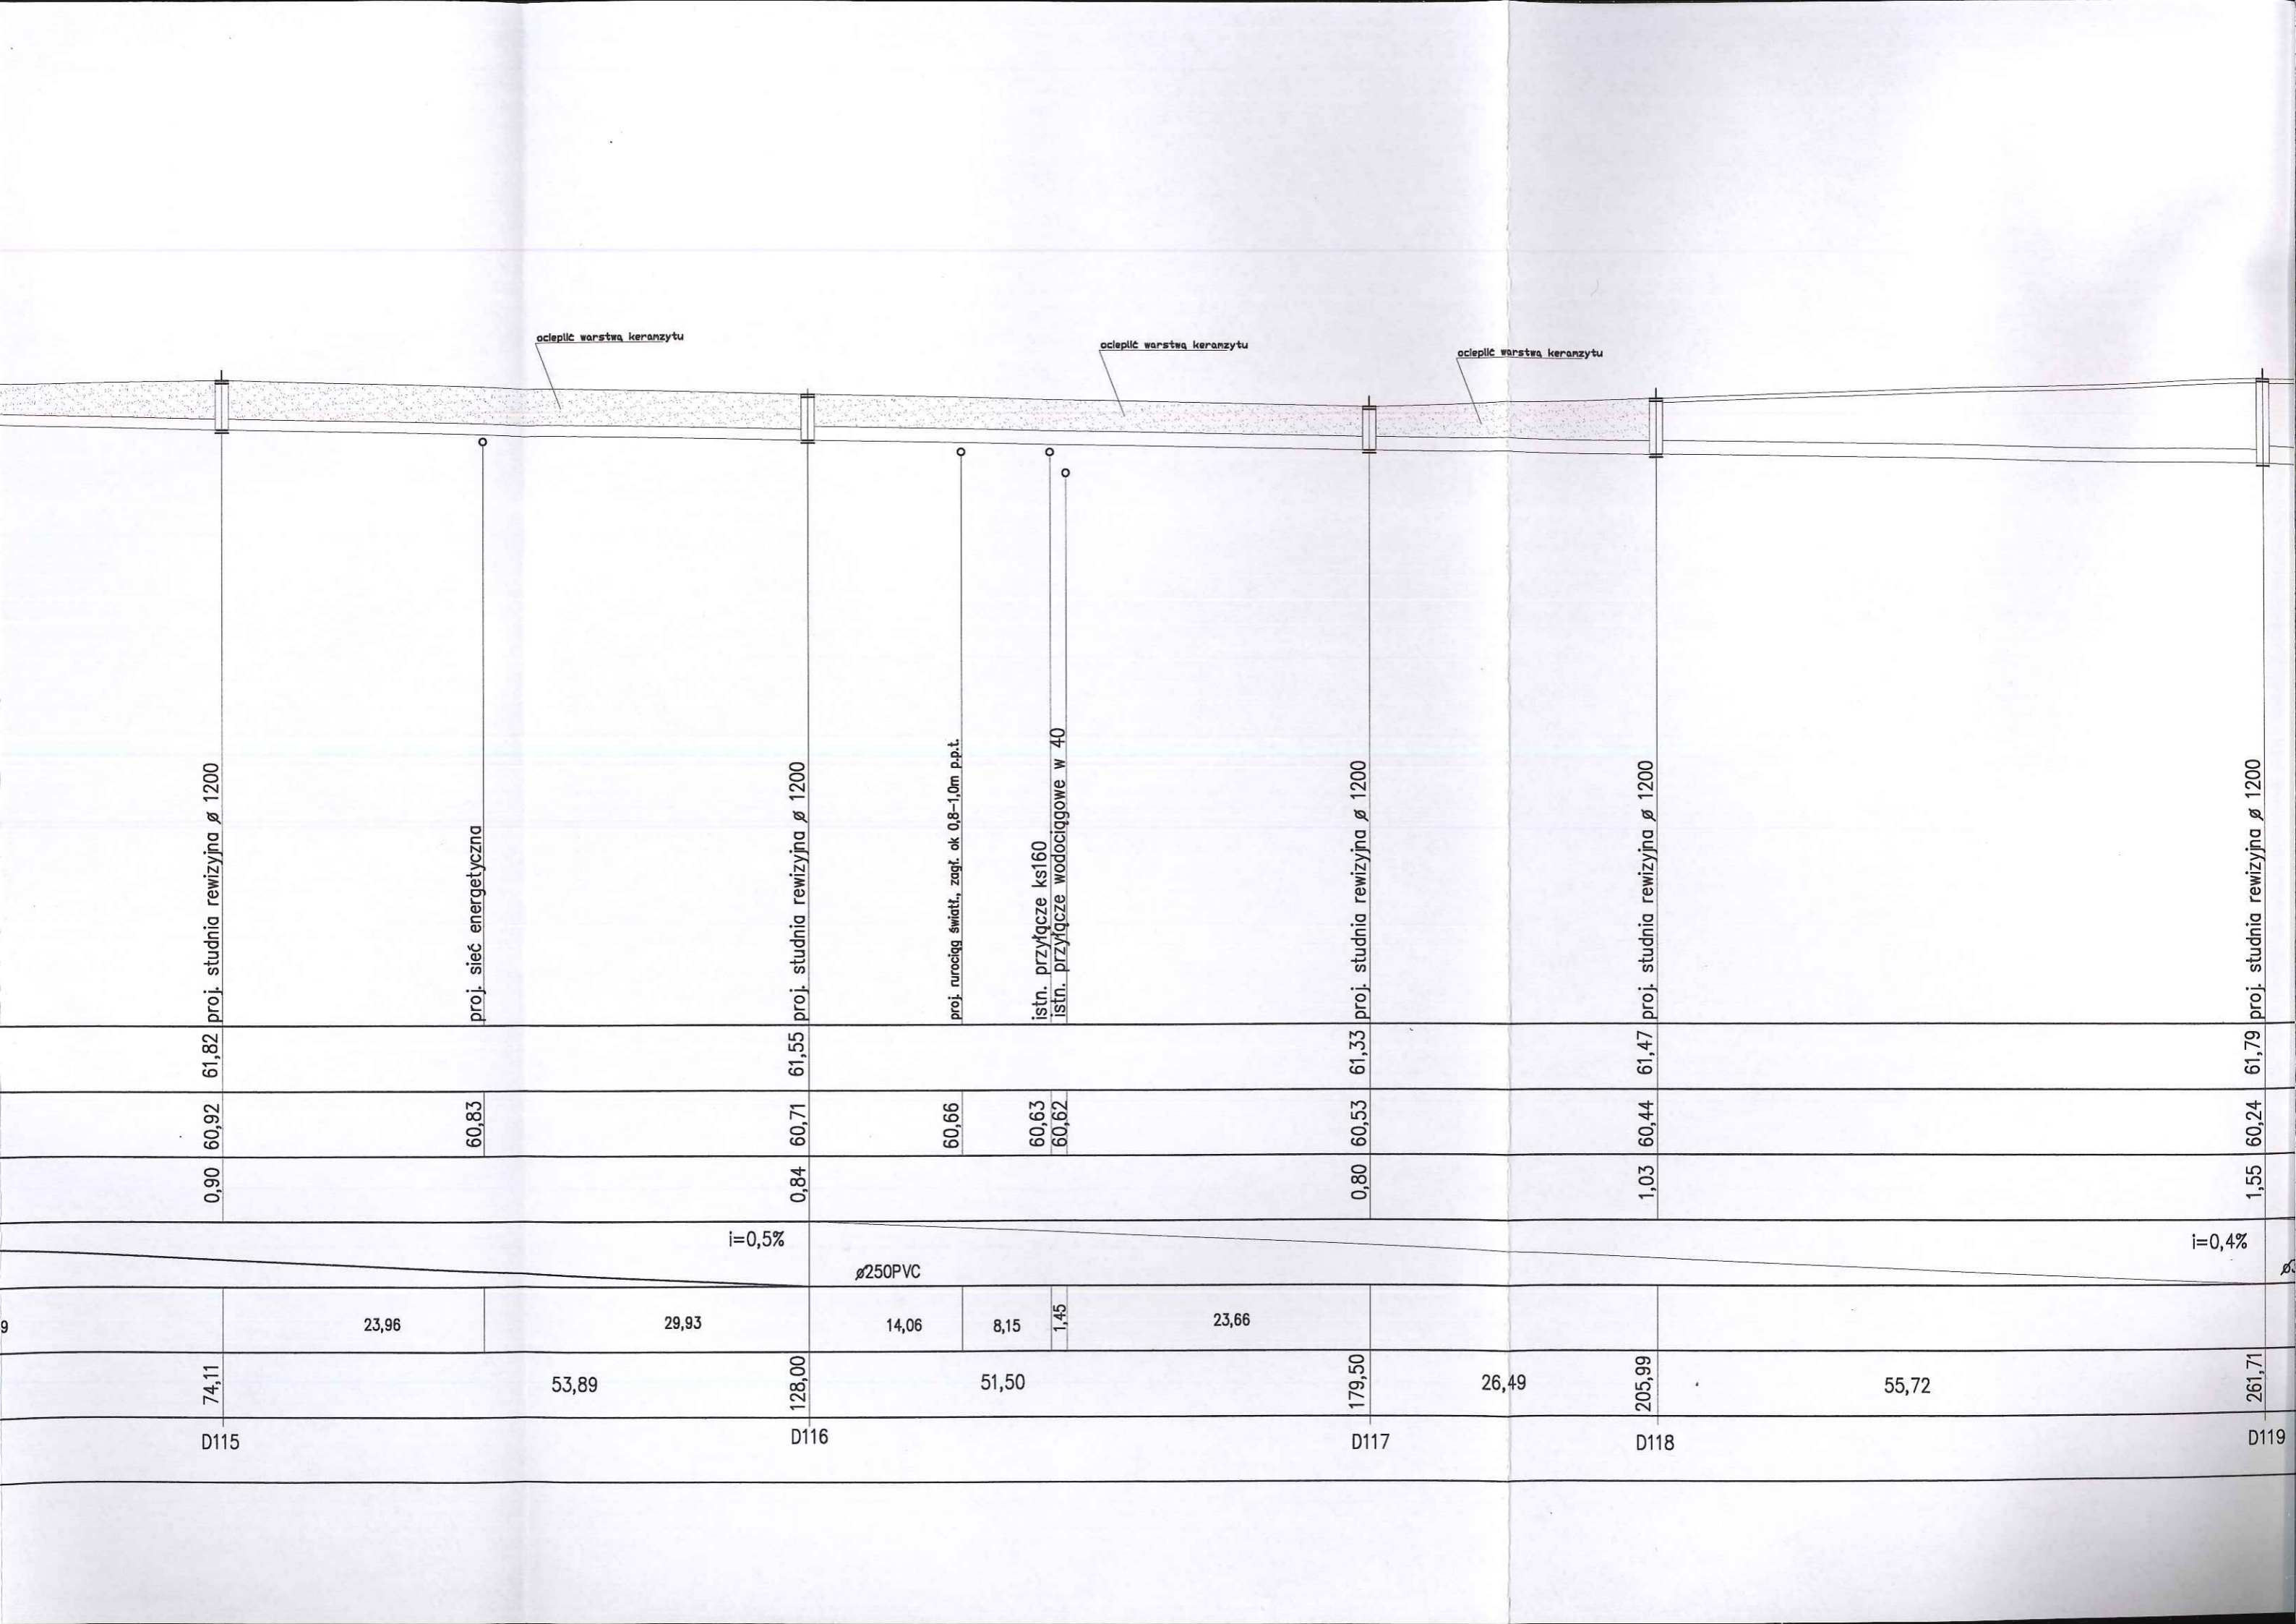 ocieplić warstwą keramzytu
ocieplić warstwą keramzytu
ocieplić warstwą keramzytu
proj. studnia rewizyjna ø 1200
proj. sieć energetyczna
proj. studnia rewizyjna ø 1200
proj. rurociąg światł., zagł. ok 0,8-1,0m p.p.t.
istn. przyłącze ks160
istn. przyłącze wodociągowe w 40
proj. studnia rewizyjna ø 1200
proj. studnia rewizyjna ø 1200
proj. studnia rewizyjna ø 1200
61,82 61,55 61,33 61,47 61,79
60,92 60,83 60,71 60,66 60,63 60,62 60,53 60,44 60,24
0,90 0,84 0,80 1,03 1,55
i=0,5% i=0,4%
ø250PVC
9 23,96 29,93 14,06 8,15 1,45 23,66
74,11 53,89 128,00 51,50 179,50 26,49 205,99 55,72 261,71
D115 D116 D117 D118 D119